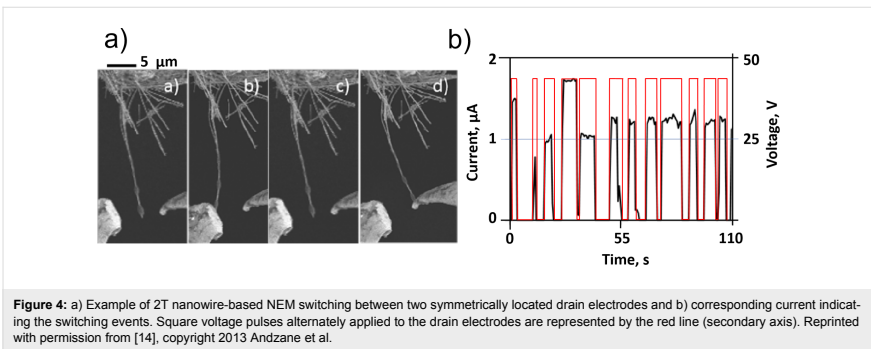 a)
b)
5 μm
a) b) c) d)
Current, μA
2
1
0
Voltage, V
50
25
0
0 55 110
Time, s
Figure 4: a) Example of 2T nanowire-based NEM switching between two symmetrically located drain electrodes and b) corresponding current indicat-
ing the switching events. Square voltage pulses alternately applied to the drain electrodes are represented by the red line (secondary axis). Reprinted
with permission from [14], copyright 2013 Andzane et al.